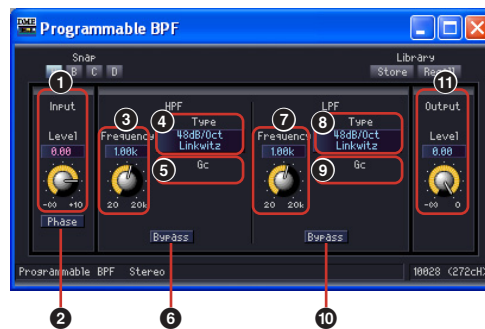 Programmable BPF
Snap
B C D
Library
Store Recall
1
11
Input
HPF
LPF
Output
3
4
Type
7
8
Type
Level
Frequency
48dB/Oct
Linkwitz
Frequency
48dB/Oct
Linkwitz
Level
0.00
1.00k
1.00k
0.00
5
Gc
9
Gc
-∞ +10
20 20k
20 20k
-∞ 0
Phase
Bypass
Bypass
Programmable BPF Stereo
10028 (272cH)
2
6
10